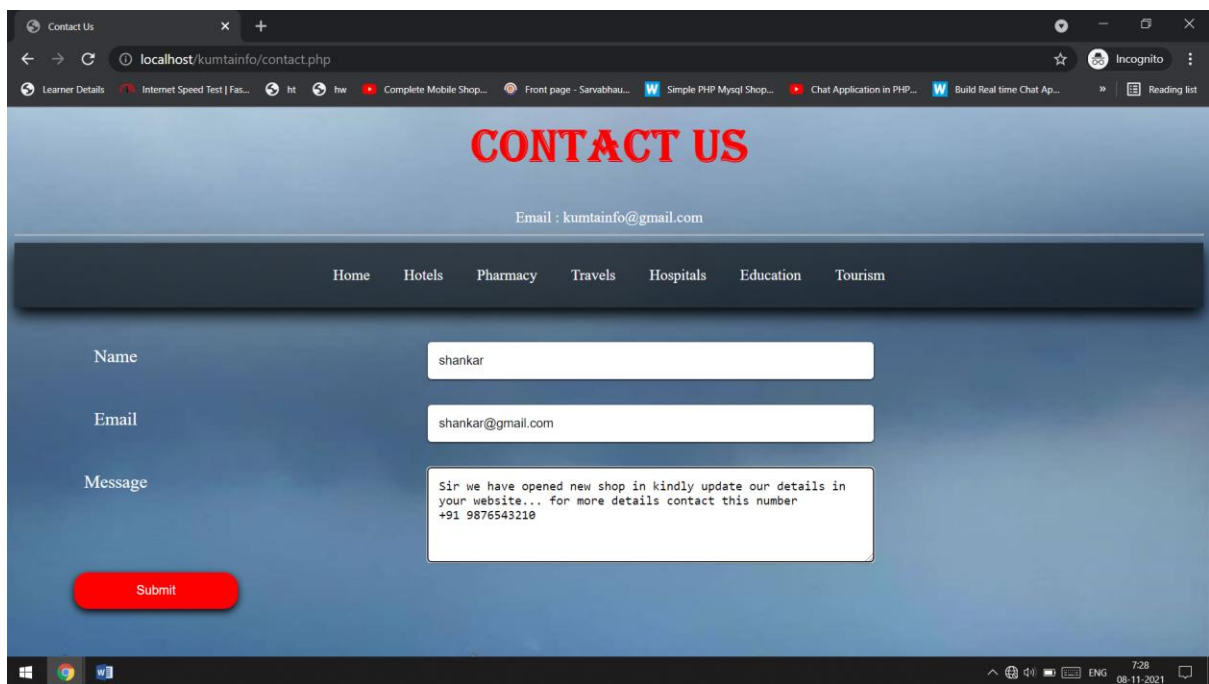 Contact Us
localhost/kumtainfo/contact.php
Incognito
Learner Details Internet Speed Test | Fas... ht hw Complete Mobile Shop... Front page - Sarvabhau... Simple PHP Mysql Shop... Chat Application in PHP... Build Real time Chat Ap... » Reading list
CONTACT US
Email : kumtainfo@gmail.com
Home Hotels Pharmacy Travels Hospitals Education Tourism
Name shankar
Email shankar@gmail.com
Message
Sir we have opened new shop in kindly update our details in
your website... for more details contact this number
+91 9876543210
Submit
ENG 7:28
08-11-2021